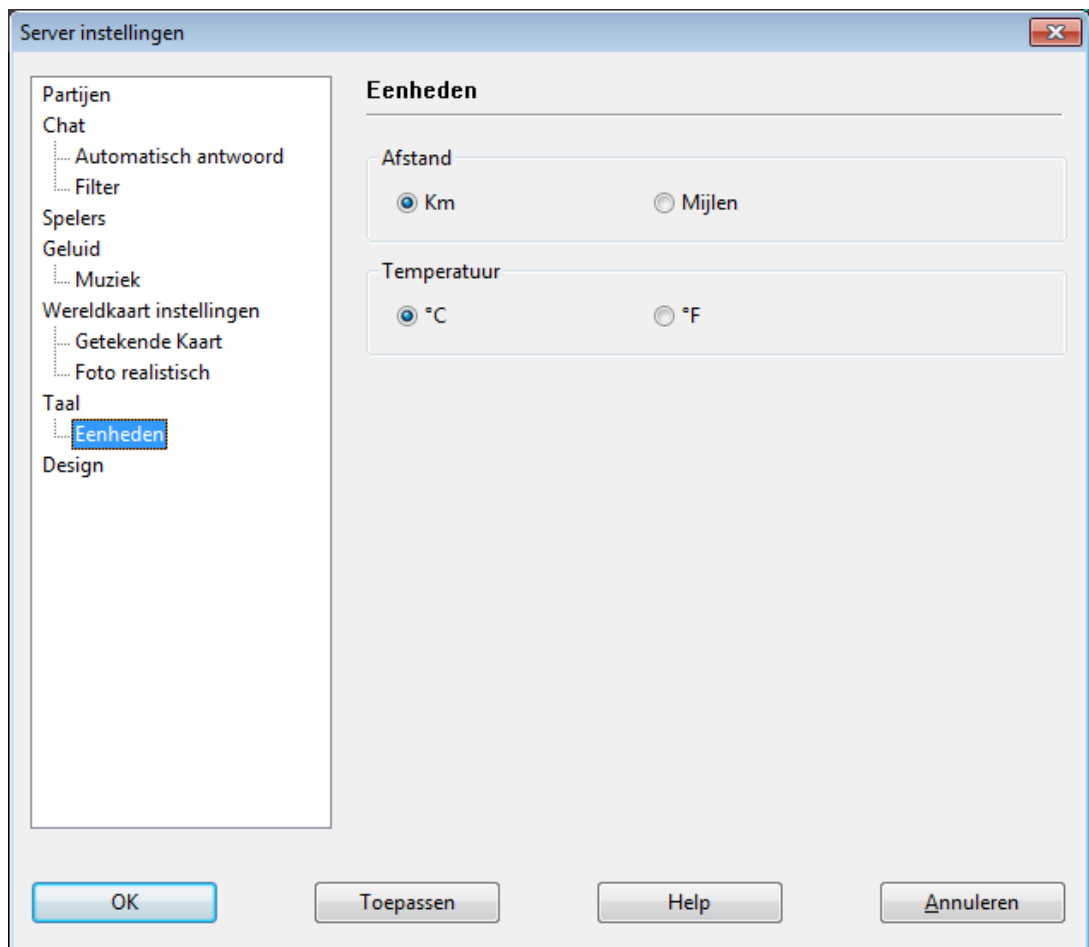 Server instellingen
Partijen
Chat
Automatisch antwoord
Filter
Spelers
Geluid
Muziek
Wereldkaart instellingen
Getekende Kaart
Foto realistisch
Taal
Eenheden
Design
Eenheden
Afstand
Km Mijlen
Temperatuur
°C °F
OK Toepassen Help Annuleren